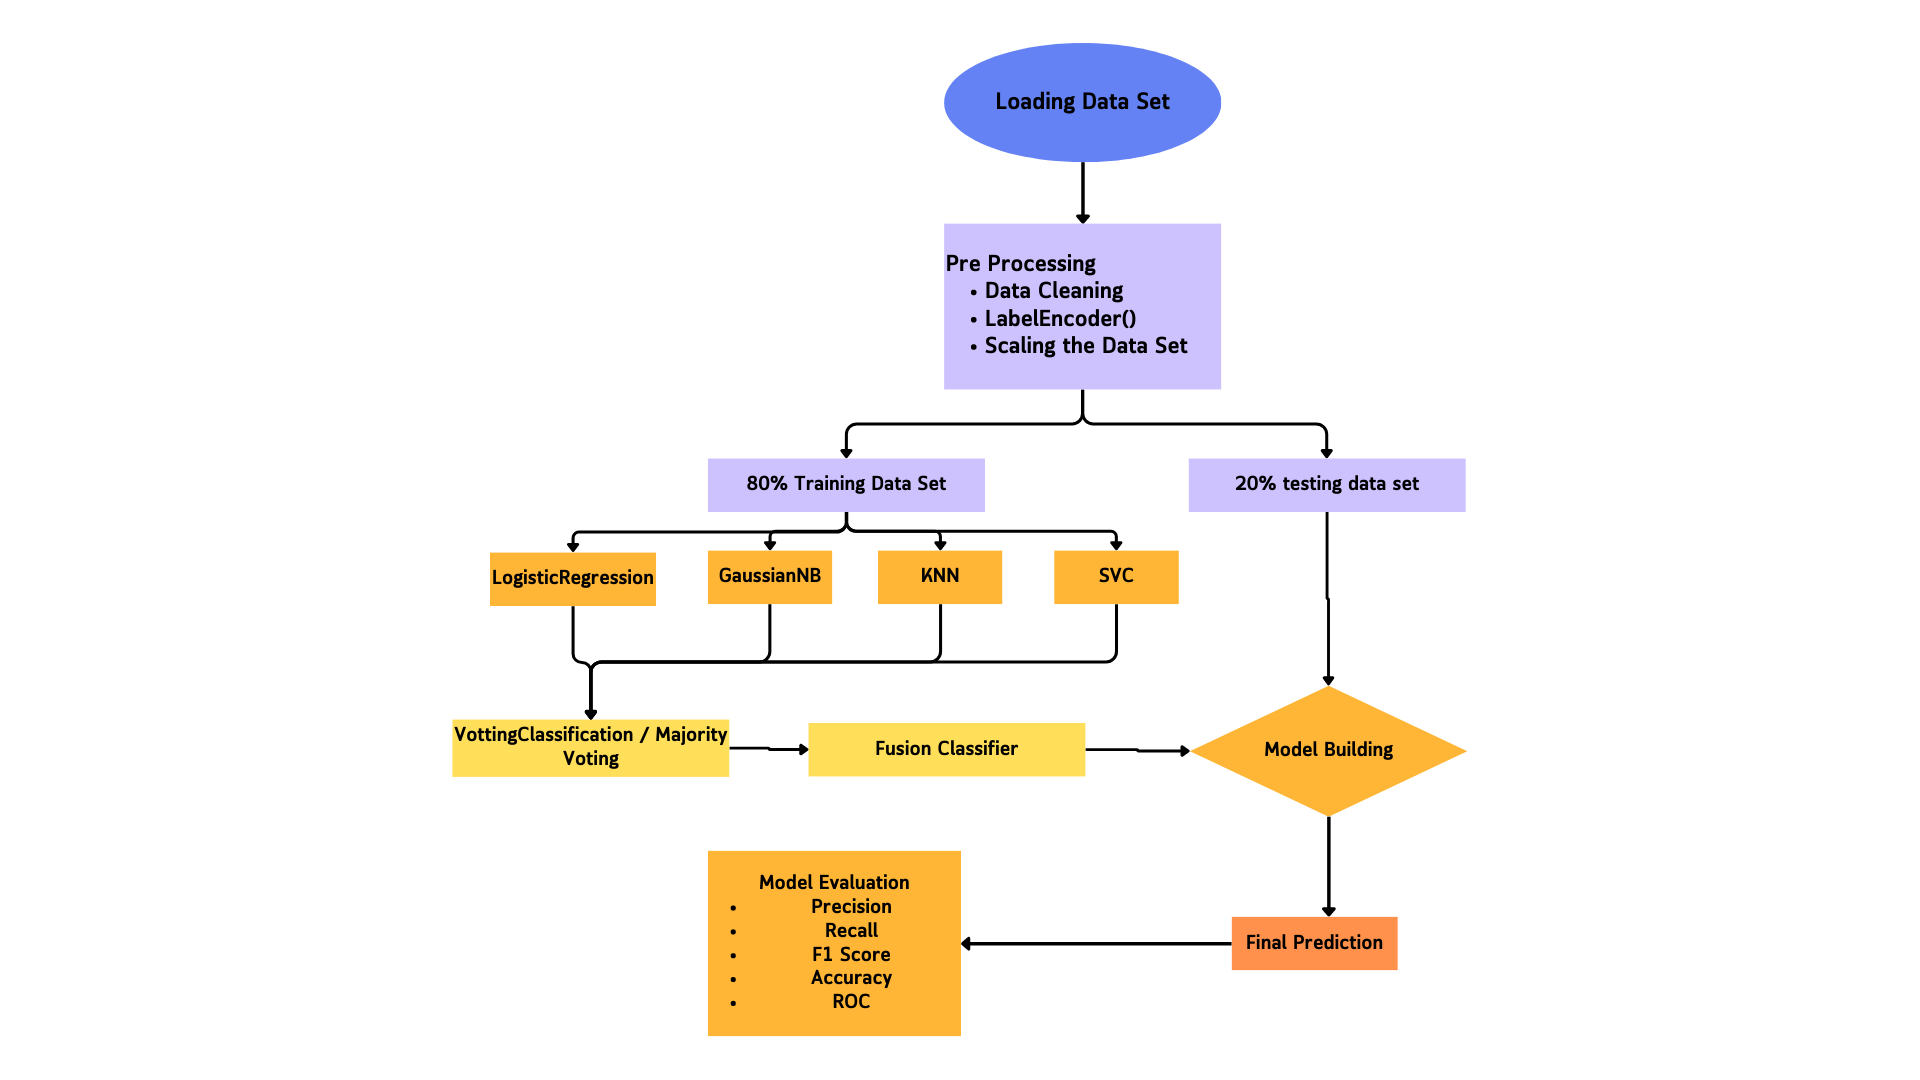 Loading Data Set
Pre Processing
• Data Cleaning
• LabelEncoder()
• Scaling the Data Set
80% Training Data Set
20% testing data set
LogisticRegression
GaussianNB
KNN
SVC
VottingClassification / Majority
Voting
Fusion Classifier
Model Building
Model Evaluation
• Precision
• Recall
• F1 Score
• Accuracy
• ROC
Final Prediction